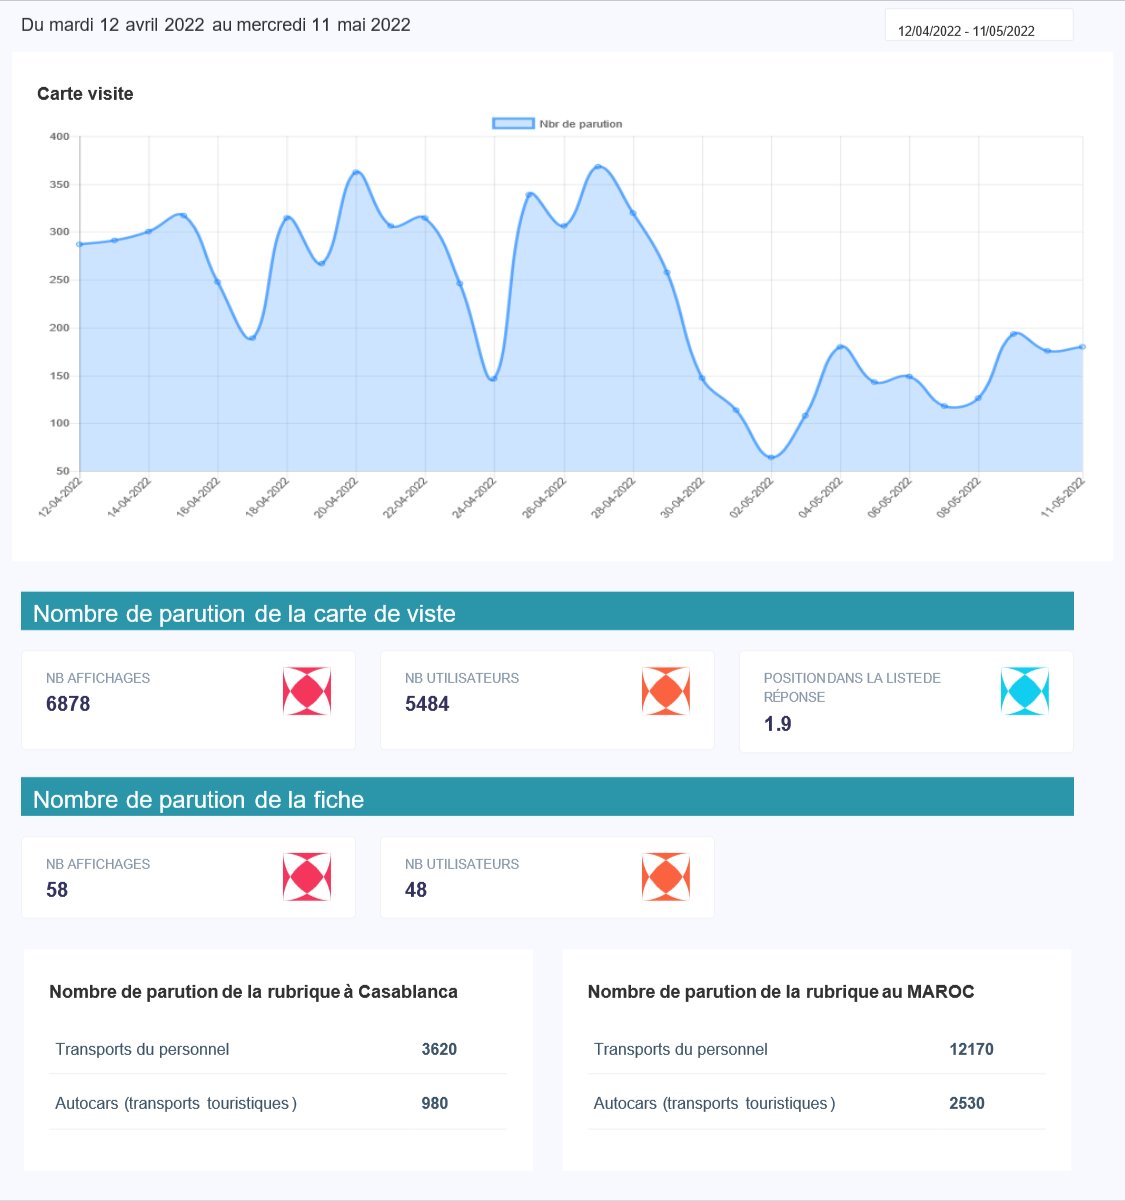 Du mardi 12 avril 2022 au mercredi 11 mai 2022
12/04/2022 - 11/05/2022
Carte visite
Nbr de parution
400
350
300
250
200
150
100
50
12-04-2022
14-04-2022
16-04-2022
18-04-2022
20-04-2022
22-04-2022
24-04-2022
26-04-2022
28-04-2022
30-04-2022
02-05-2022
04-05-2022
06-05-2022
08-05-2022
11-05-2022
Nombre de parution de la carte de viste
NB AFFICHAGES
6878
NB UTILISATEURS
5484
POSITION DANS LA LISTE DE
RÉPONSE
1.9
Nombre de parution de la fiche
NB AFFICHAGES
58
NB UTILISATEURS
48
Nombre de parution de la rubrique à Casablanca
Transports du personnel 3620
Autocars (transports touristiques) 980
Nombre de parution de la rubrique au MAROC
Transports du personnel 12170
Autocars (transports touristiques) 2530